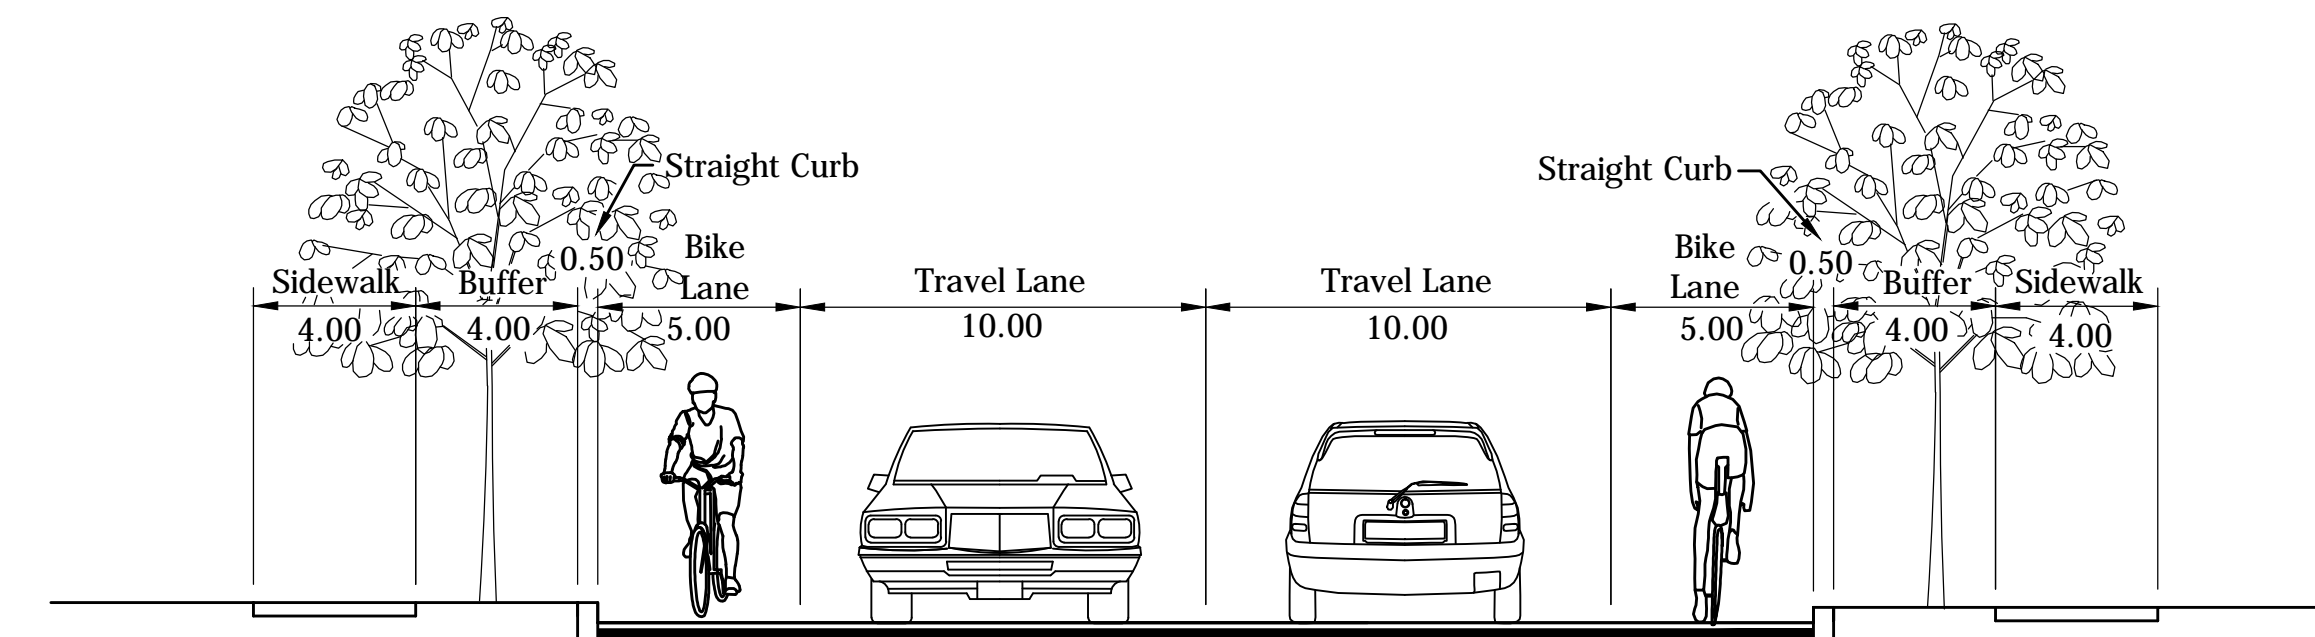 Straight Curb
Straight Curb
Sidewalk
Buffer
0.50
Bike
Lane
Travel Lane
Travel Lane
Bike
Lane
0.50
Buffer
Sidewalk
4.00
4.00
5.00
10.00
10.00
5.00
4.00
4.00